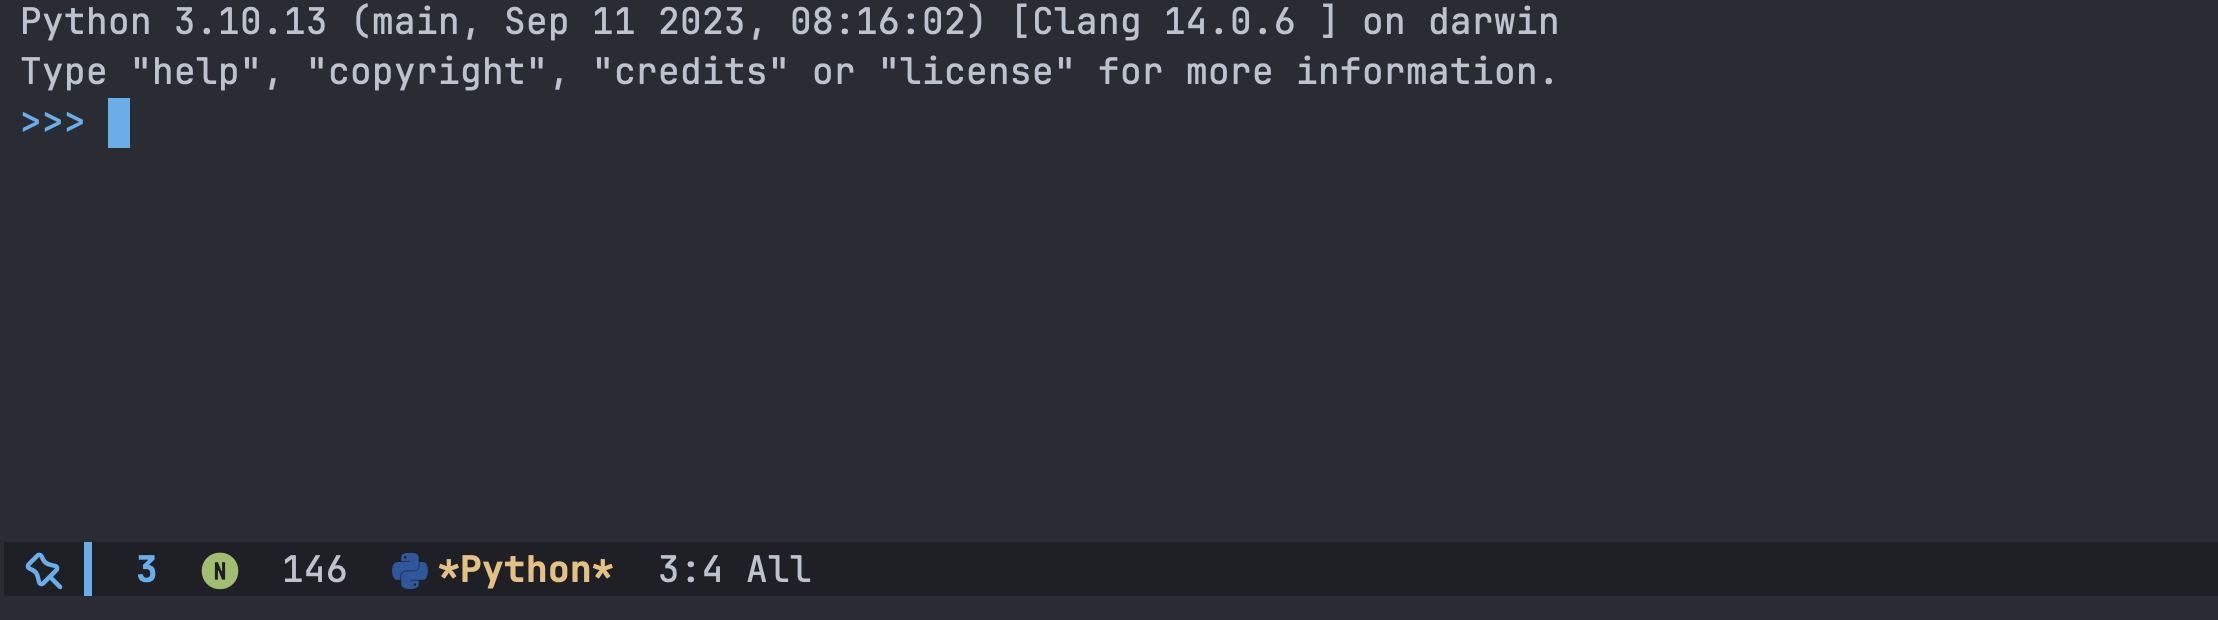 Python 3.10.13 (main, Sep 11 2023, 08:16:02) [Clang 14.0.6 ] on darwin
Type "help", "copyright", "credits" or "license" for more information.
>>>
3 N 146 *Python* 3:4 All